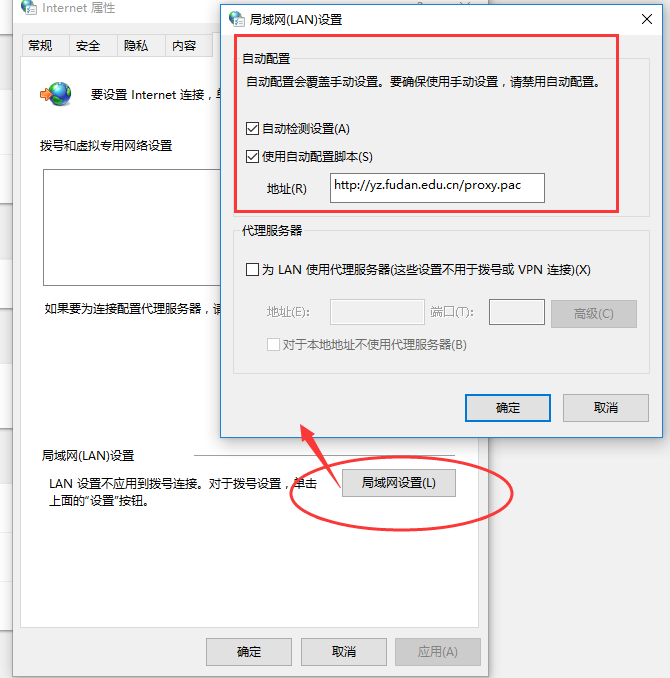 Internet 属性
常规
安全
隐私
内容
要设置 Internet 连接，单
拨号和虚拟专用网络设置
如果要为连接配置代理服务器，请
局域网(LAN)设置
LAN 设置不应用到拨号连接。对于拨号设置，单击
上面的“设置”按钮。
局域网设置(L)
确定
取消
应用(A)
局域网(LAN)设置
自动配置
自动配置会覆盖手动设置。要确保使用手动设置，请禁用自动配置。
自动检测设置(A)
使用自动配置脚本(S)
地址(R)
http://yz.fudan.edu.cn/proxy.pac
代理服务器
为 LAN 使用代理服务器(这些设置不用于拨号或 VPN 连接)(X)
地址(E):
端口(T):
高级(C)
对于本地地址不使用代理服务器(B)
确定
取消